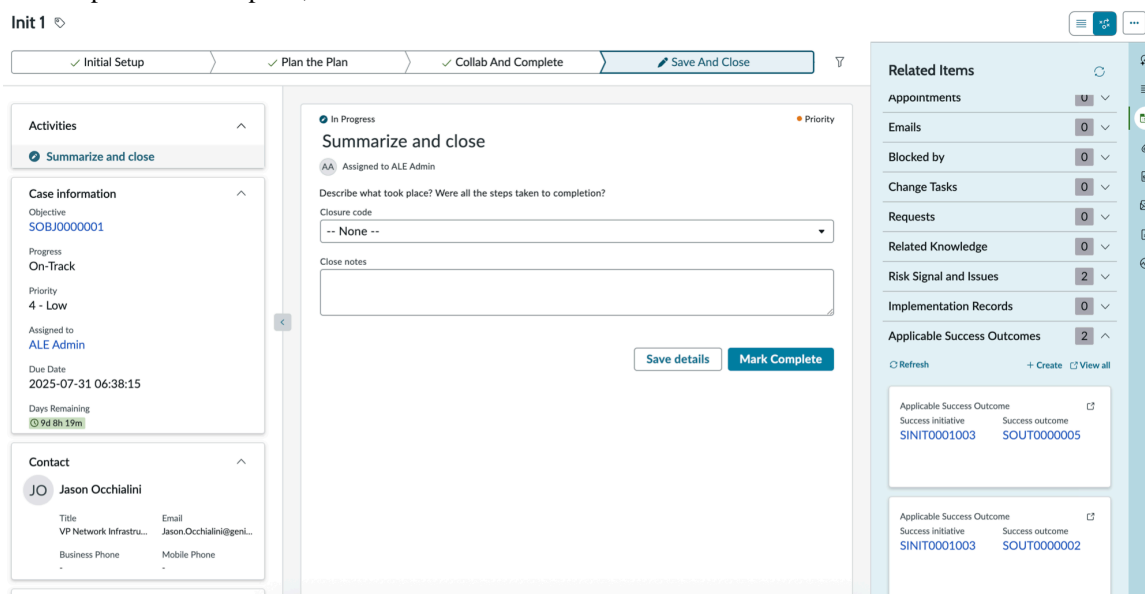 Init 1
Initial Setup
Plan the Plan
Collab And Complete
Save And Close
Activities
Summarize and close
Case information
Objective
SOBJ0000001
Progress
On-Track
Priority
4 - Low
Assigned to
ALE Admin
Due Date
2025-07-31 06:38:15
Days Remaining
9d 8h 19m
Contact
JO
Jason Occhialini
Title
Email
VP Network Infrastru...
Jason.Occhialini@geni...
Business Phone
Mobile Phone
-
-
In Progress
Priority
Summarize and close
AA
Assigned to ALE Admin
Describe what took place? Were all the steps taken to completion?
Closure code
-- None --
Close notes
Save details
Mark Complete
Related Items
Appointments
0
Emails
0
Blocked by
0
Change Tasks
0
Requests
0
Related Knowledge
0
Risk Signal and Issues
2
Implementation Records
0
Applicable Success Outcomes
2
Refresh
+ Create
View all
Applicable Success Outcome
Success initiative
Success outcome
SINIT0001003
SOUT0000005
Applicable Success Outcome
Success initiative
Success outcome
SINIT0001003
SOUT0000002